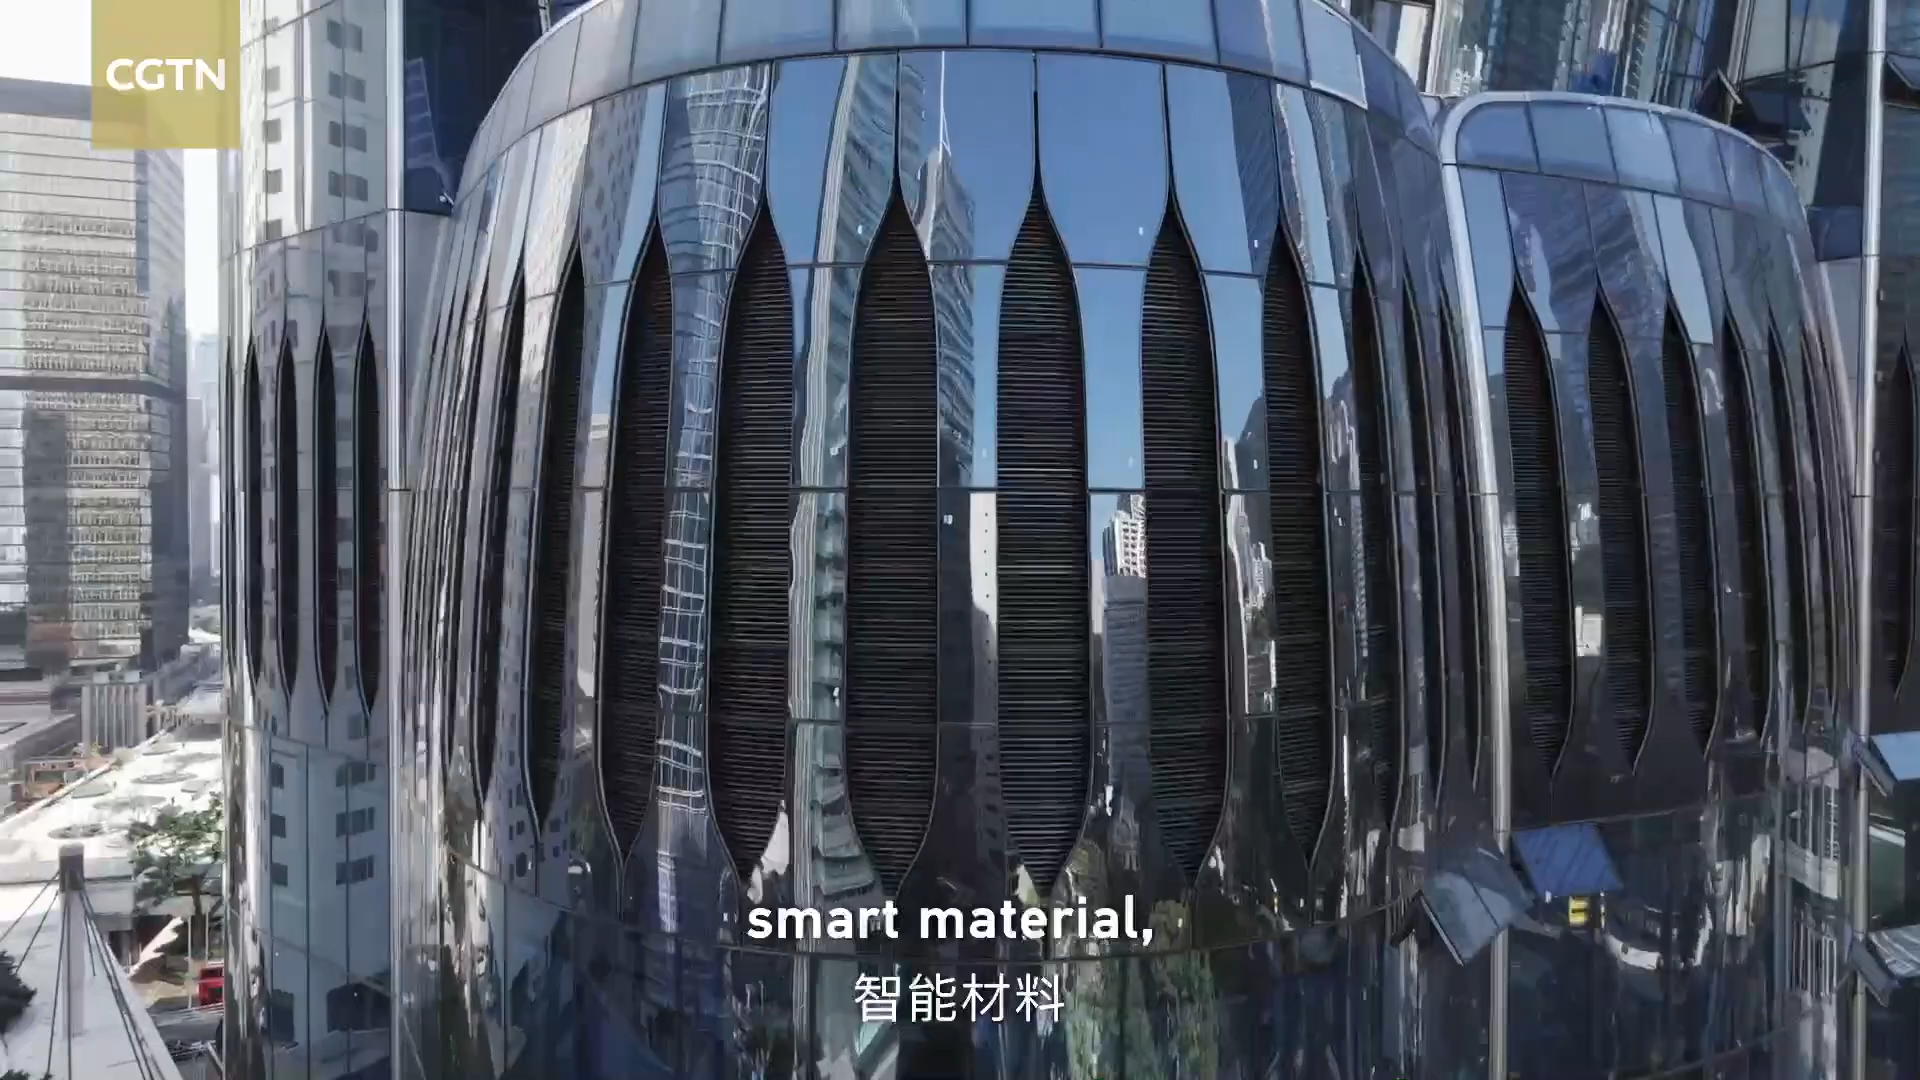 CGTN
smart material,
智能材料